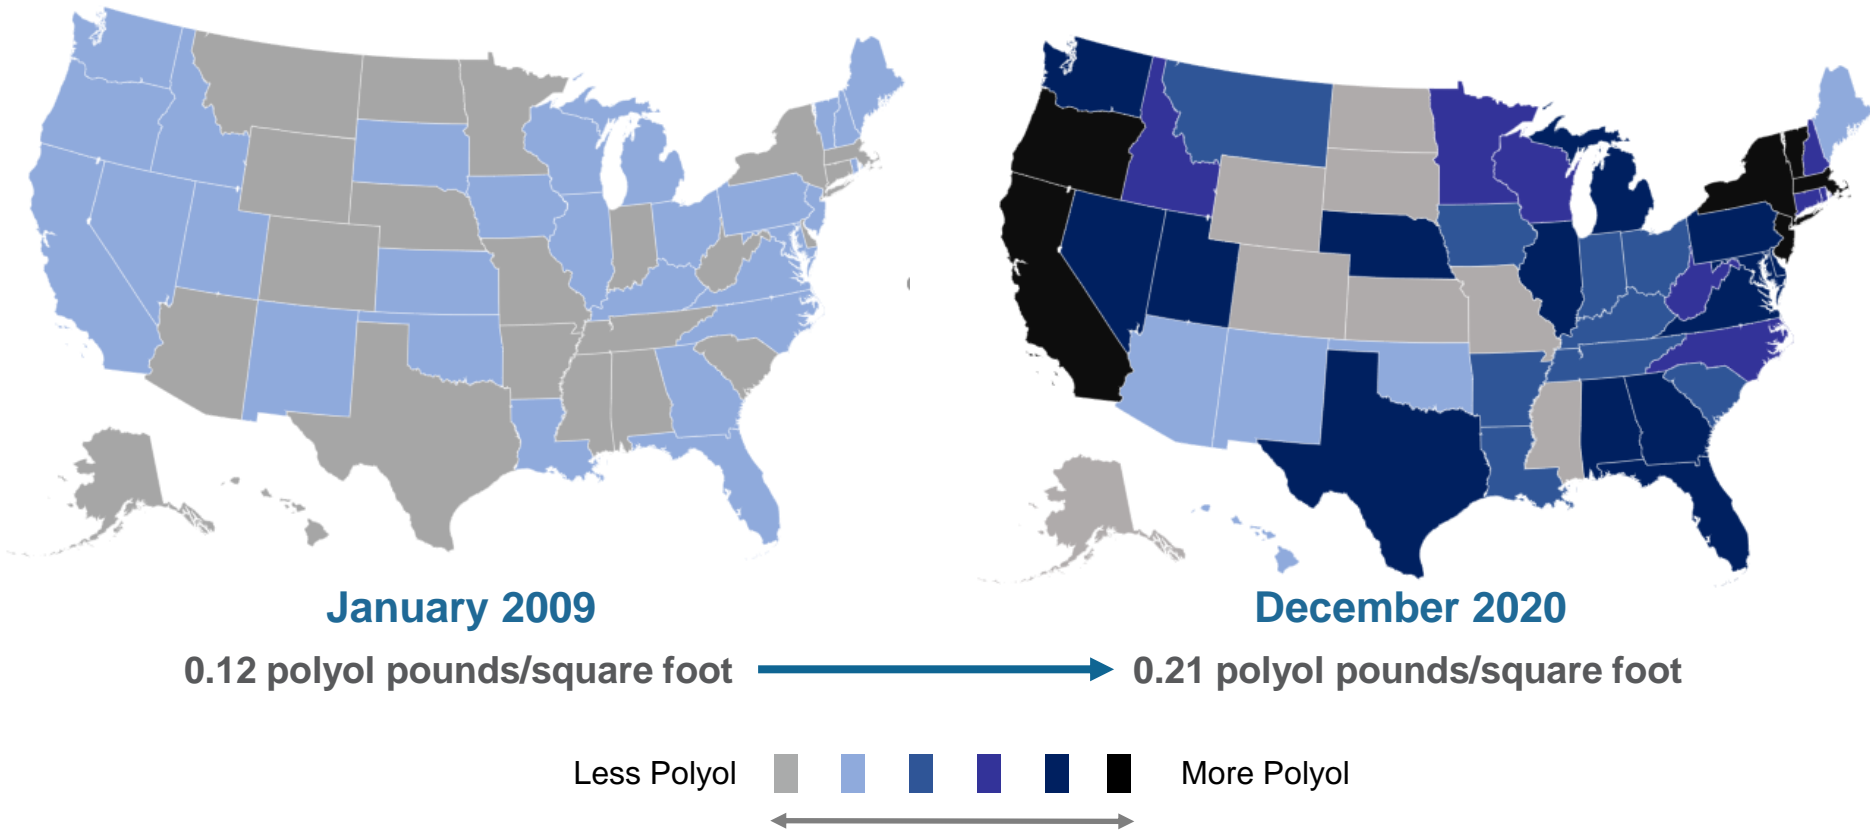 January 2009
December 2020
0.12 polyol pounds/square foot
0.21 polyol pounds/square foot
Less Polyol
More Polyol